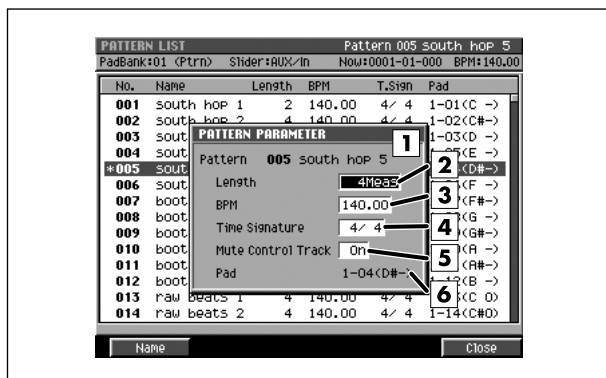 PATTERN LIST Pattern 005 south hop 5
PadBank:01 (Ptrn) Slider:AUX/In Now:0001-01-000 BPM:140.00
No. Name Length BPM T.Sign Pad
001 south hop 1 2 140.00 4/ 4 1-01(C -)
002 south hop 2 4 140.00 4/ 4 1-02(C#-)
003 sout 1-03(D -)
004 sout 05(E -)
*005 sout (D#-)
006 sout (F -)
007 boot (F#-)
008 boot (G -)
009 boot (G#-)
010 boot (A -)
011 boot (A#-)
012 boot (B -)
013 raw beats 1 4 140.00 4/ 4 (C 0)
014 raw beats 2 4 140.00 4/ 4 1-14(C#0)
PATTERN PARAMETER 1
Pattern 005 south hop 5
Length 4Meas 2
BPM 140.00 3
Time Signature 4/ 4 4
Mute Control Track On 5
Pad 1-04(D#-) 6
Name Close